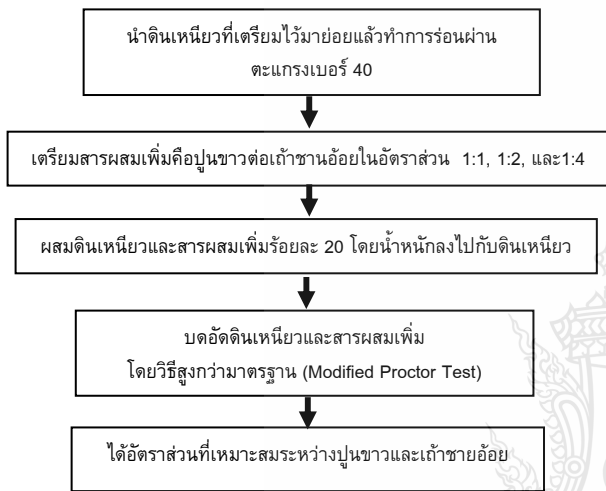 นำดินเหนียวที่เตรียมไว้มาย่อยแล้วทำการร่อนผ่าน
ตะแกรงเบอร์ 40
เตรียมสารผสมเพิ่มคือปูนขาวต่อเถ้าชานอ้อยในอัตราส่วน 1:1, 1:2, และ1:4
ผสมดินเหนียวและสารผสมเพิ่มร้อยละ 20 โดยน้ำหนักลงไปกับดินเหนียว
บดอัดดินเหนียวและสารผสมเพิ่ม
โดยวิธีสูงกว่ามาตรฐาน (Modified Proctor Test)
ได้อัตราส่วนที่เหมาะสมระหว่างปูนขาวและเถ้าชายอ้อย